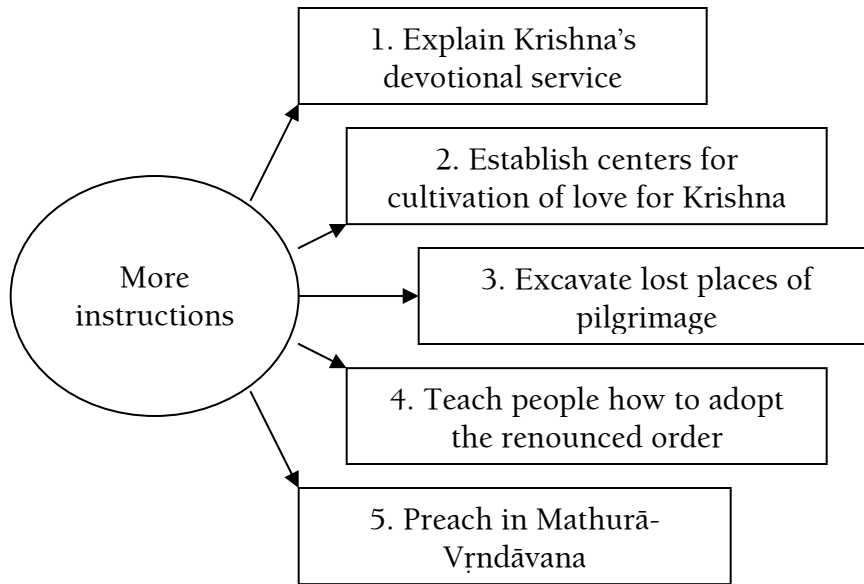 1. Explain Krishna’s
devotional service
2. Establish centers for
cultivation of love for Krishna
More
instructions
3. Excavate lost places of
pilgrimage
4. Teach people how to adopt
the renounced order
5. Preach in Mathurā-
Vṛndāvana